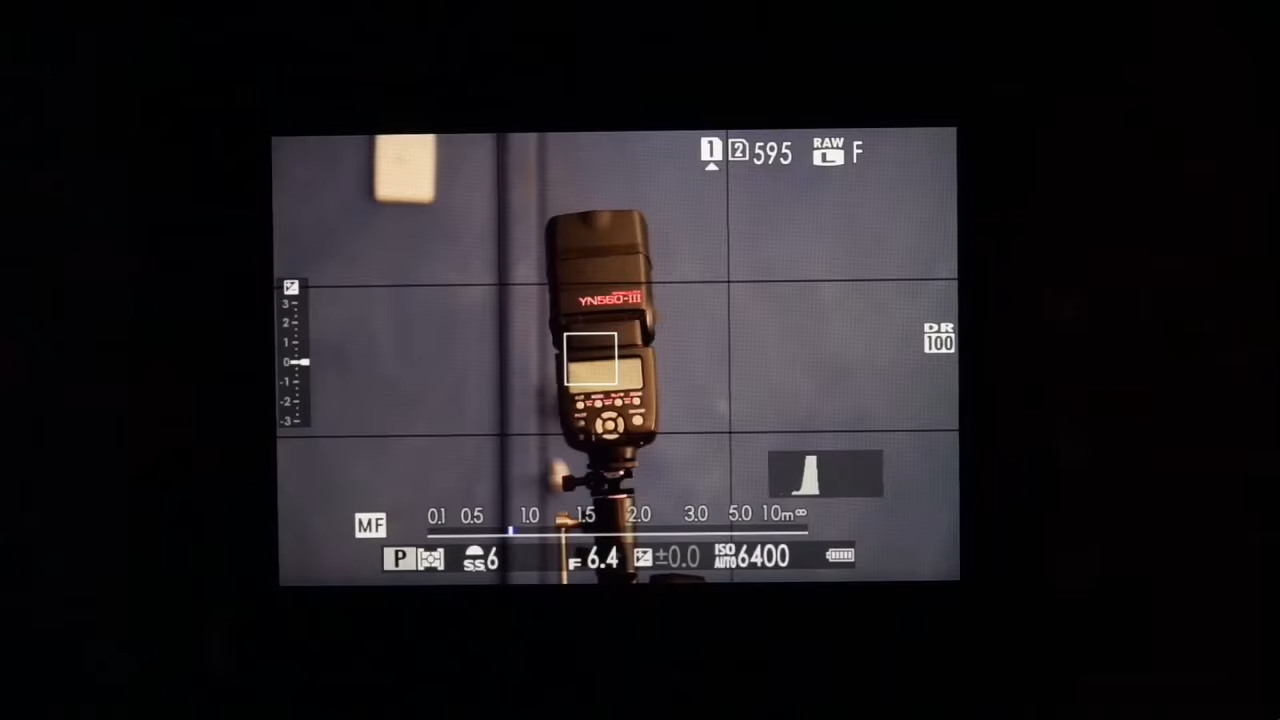 1 2 595 RAW L F
YN560-III
3
2
1
0
-1
-2
-3
DR
100
0.1 0.5 1.0 1.5 2.0 3.0 5.0 10m∞
MF
P SS 6 F 6.4 ±0.0 ISO AUTO 6400